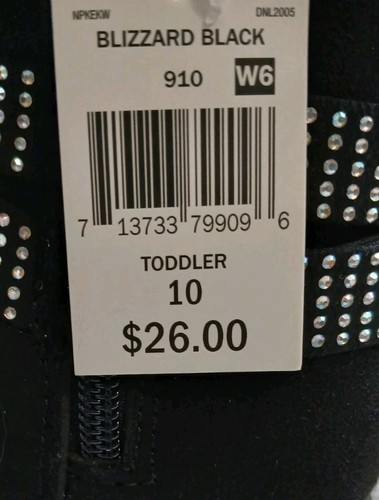 NPKEKW DNL2005
BLIZZARD BLACK
910 W6
7 13733 79909 6
TODDLER
10
$26.00